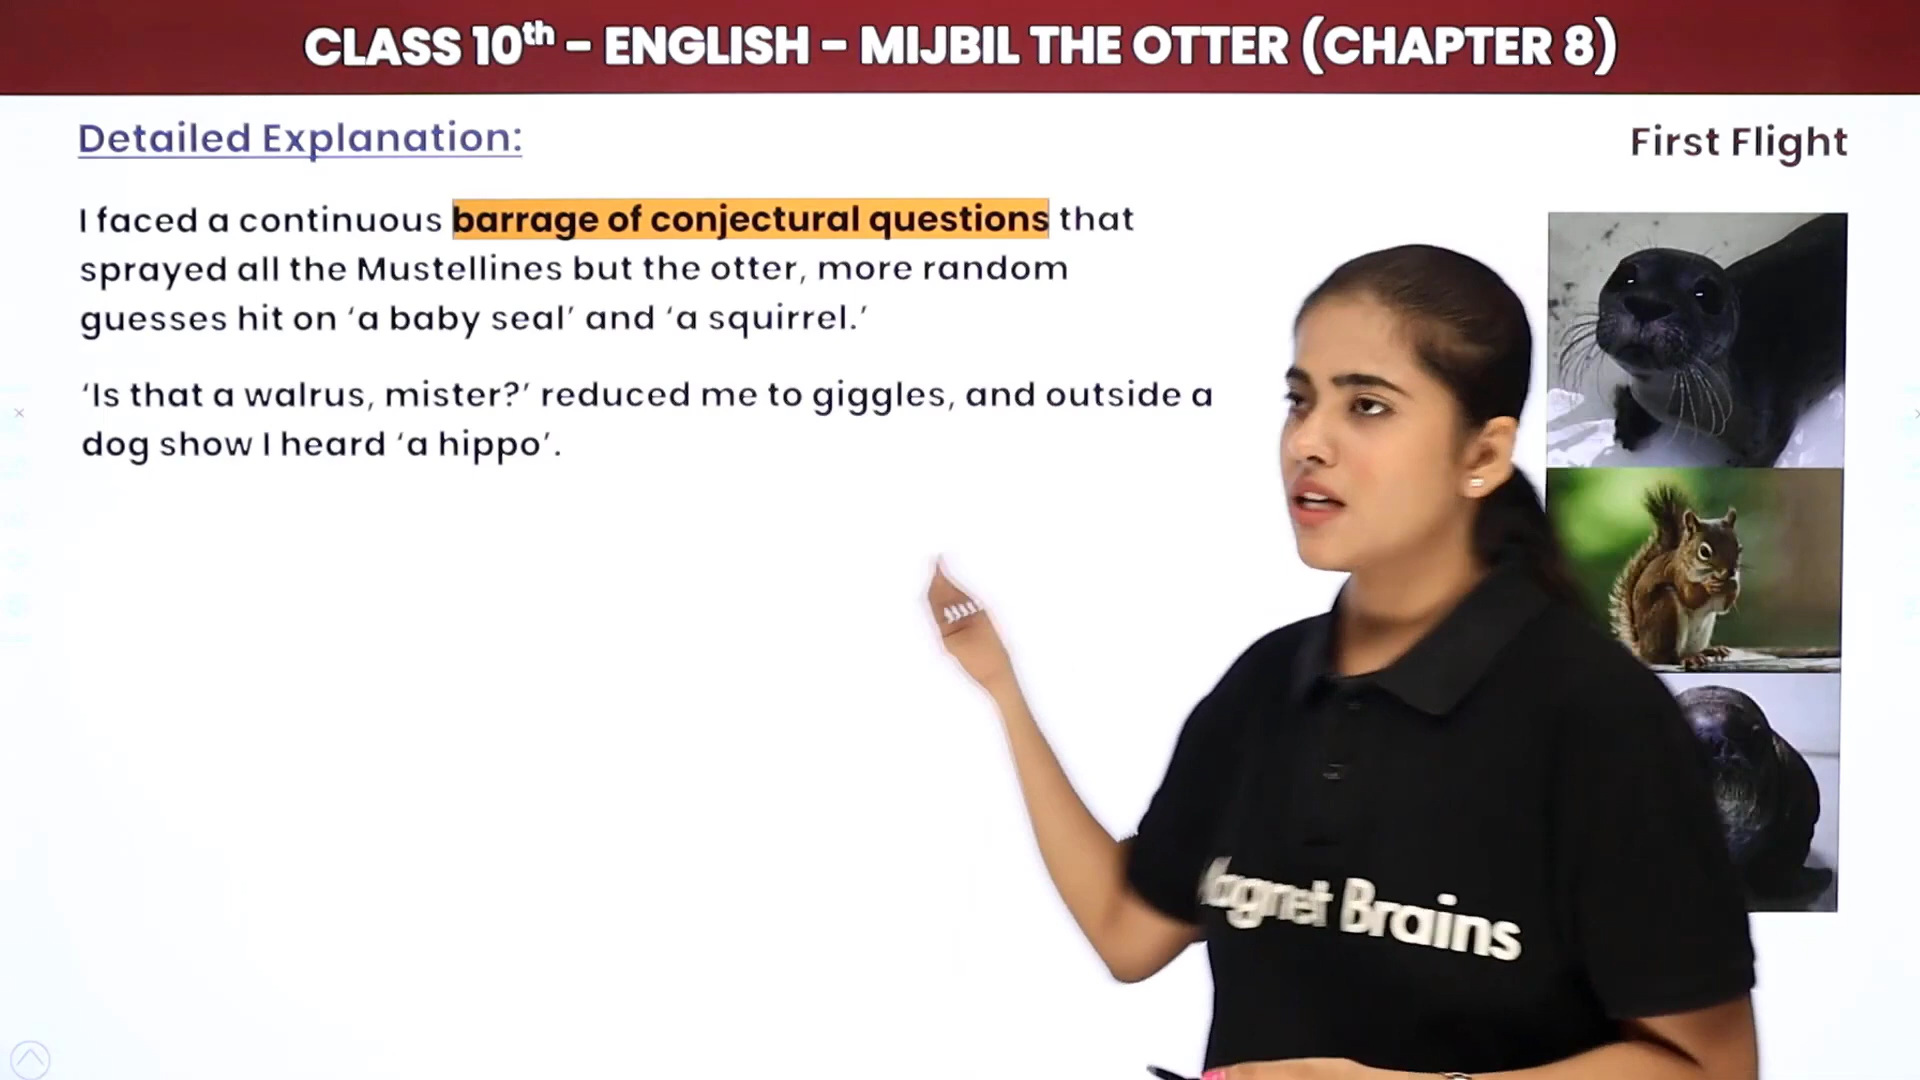 CLASS 10th – ENGLISH – MIJBIL THE OTTER (CHAPTER 8)
Detailed Explanation:
First Flight
I faced a continuous barrage of conjectural questions that
sprayed all the Mustellines but the otter, more random
guesses hit on ‘a baby seal’ and ‘a squirrel.’
‘Is that a walrus, mister?’ reduced me to giggles, and outside a
dog show I heard ‘a hippo’.
Magnet Brains